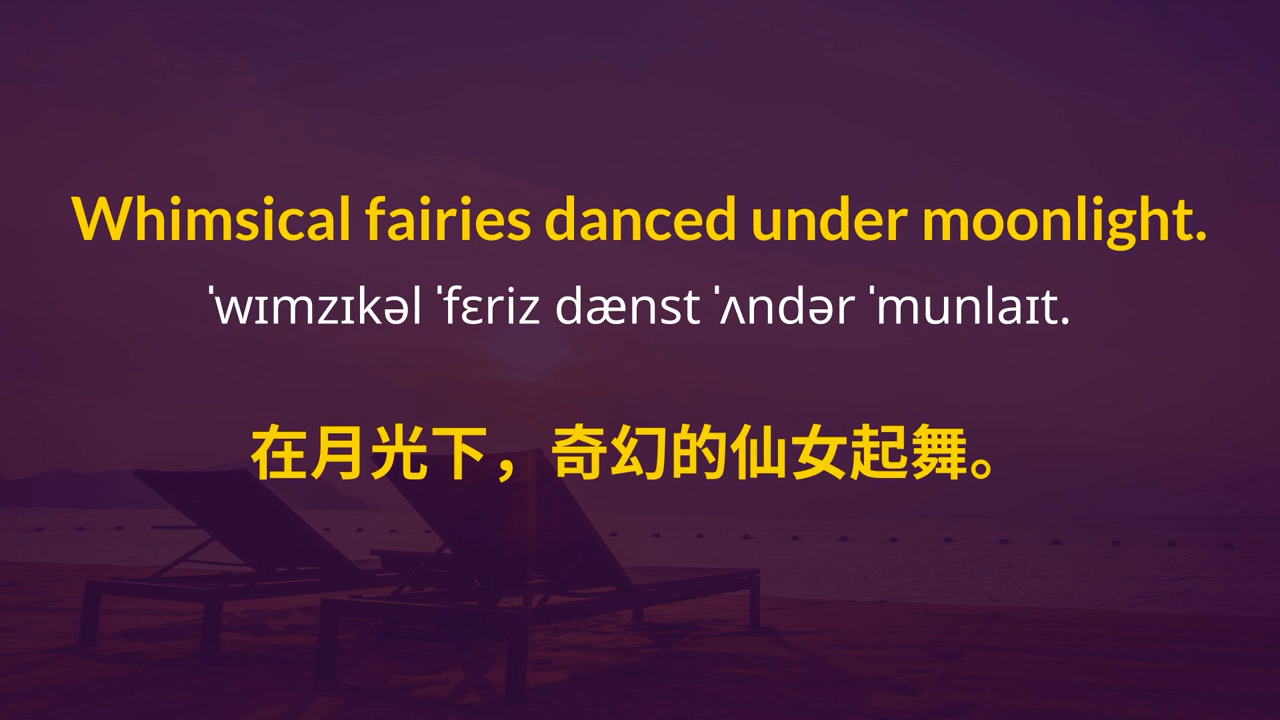 Whimsical fairies danced under moonlight.
ˈwɪmzɪkəl ˈfɛriz dænst ˈʌndər ˈmunlaɪt.
在月光下，奇幻的仙女起舞。